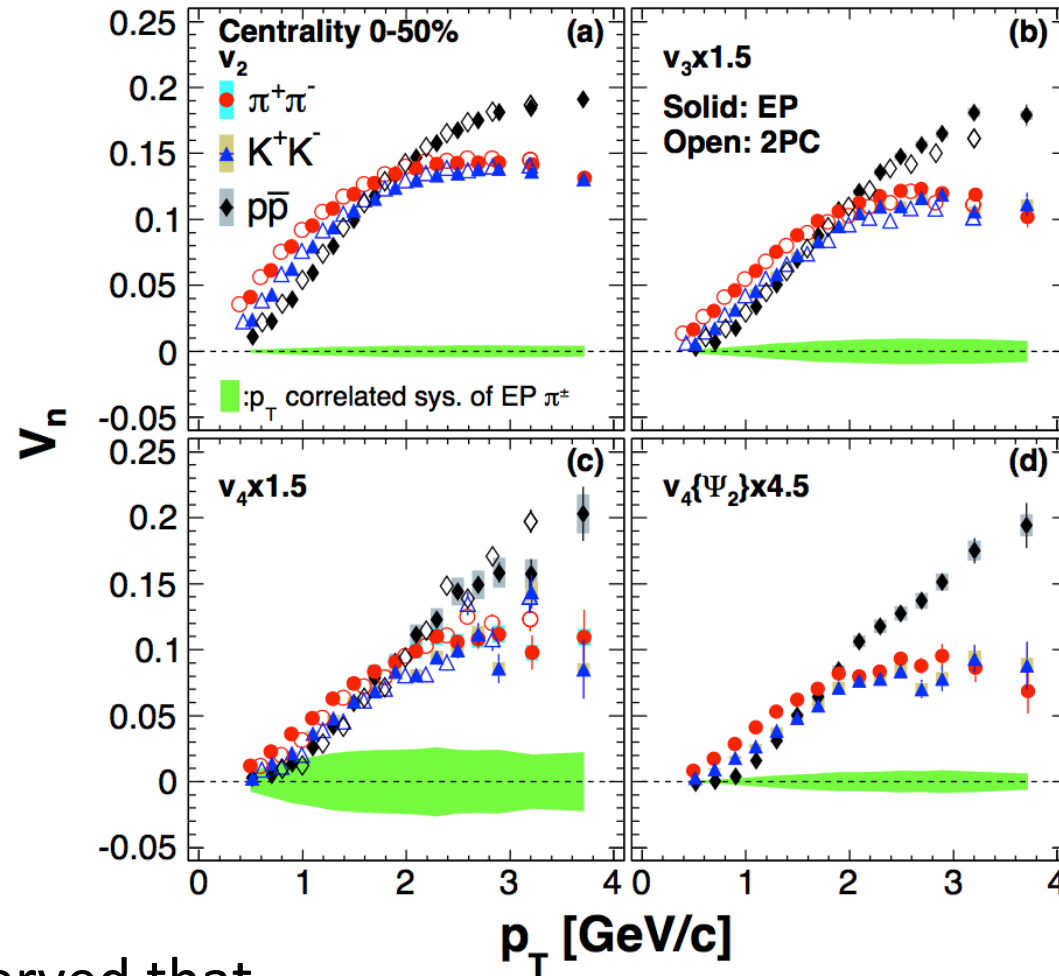 Centrality 0-50%
(a)
v2
π+π-
K+K-
pp̅
:pT correlated sys. of EP π±
0.25
0.2
0.15
0.1
0.05
0
-0.05
(b)
v3x1.5
Solid: EP
Open: 2PC
vn
(c)
v4x1.5
0.25
0.2
0.15
0.1
0.05
0
-0.05
0 1 2 3 4
(d)
v4{Ψ2}x4.5
0 1 2 3 4
pT [GeV/c]
that